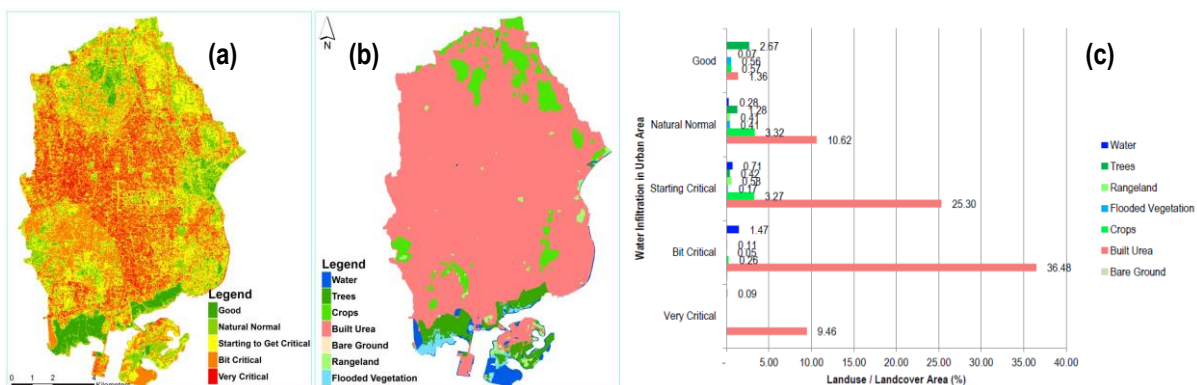 (a)
Legend
Good
Natural Normal
Starting to Get Critical
Bit Critical
Very Critical
0 1 2 4
N
(b)
Legend
Water
Trees
Crops
Built Urea
Bare Ground
Rangeland
Flooded Vegetation
(c)
Water Infiltration in Urban Area
Good
2.67
0.07
0.56
0.57
1.36
Natural Normal
0.28
1.28
0.41
0.41
3.32
10.62
Starting Critical
0.71
0.42
0.58
0.17
3.27
25.30
Bit Critical
1.47
0.11
0.05
0.26
36.48
Very Critical
0.09
9.46
- 5.00 10.00 15.00 20.00 25.00 30.00 35.00 40.00
Landuse / Landcover Area (%)
Water
Trees
Rangeland
Flooded Vegetation
Crops
Built Urea
Bare Ground